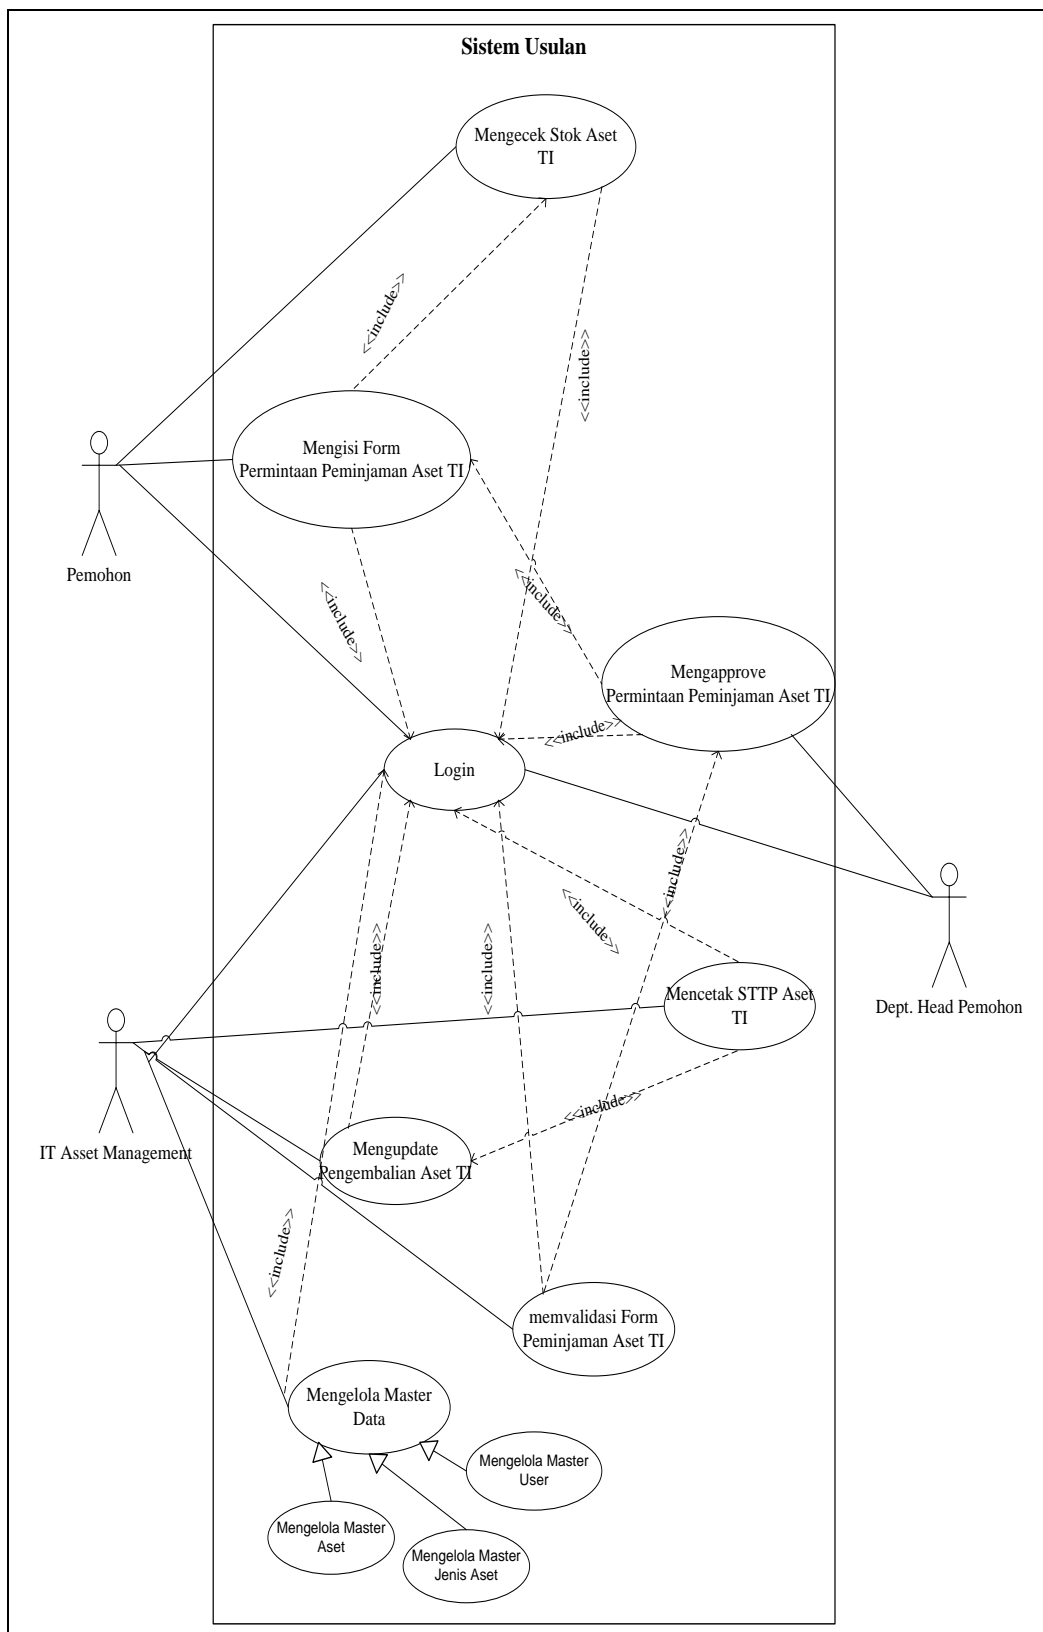 Sistem Usulan
Mengecek Stok Aset
TI
<<include>>
<<include>>
Mengisi Form
Permintaan Peminjaman Aset TI
Pemohon
<<include>>
<<include>>
Mengapprove
Permintaan Peminjaman Aset TI
<<include>>
Login
<<include>>
<<include>>
<<include>>
<<include>>
Mencetak STTP Aset
TI
Dept. Head Pemohon
IT Asset Management
<<include>>
Mengupdate
Pengembalian Aset TI
<<include>>
memvalidasi Form
Peminjaman Aset TI
Mengelola Master
Data
Mengelola Master
User
Mengelola Master
Aset
Mengelola Master
Jenis Aset